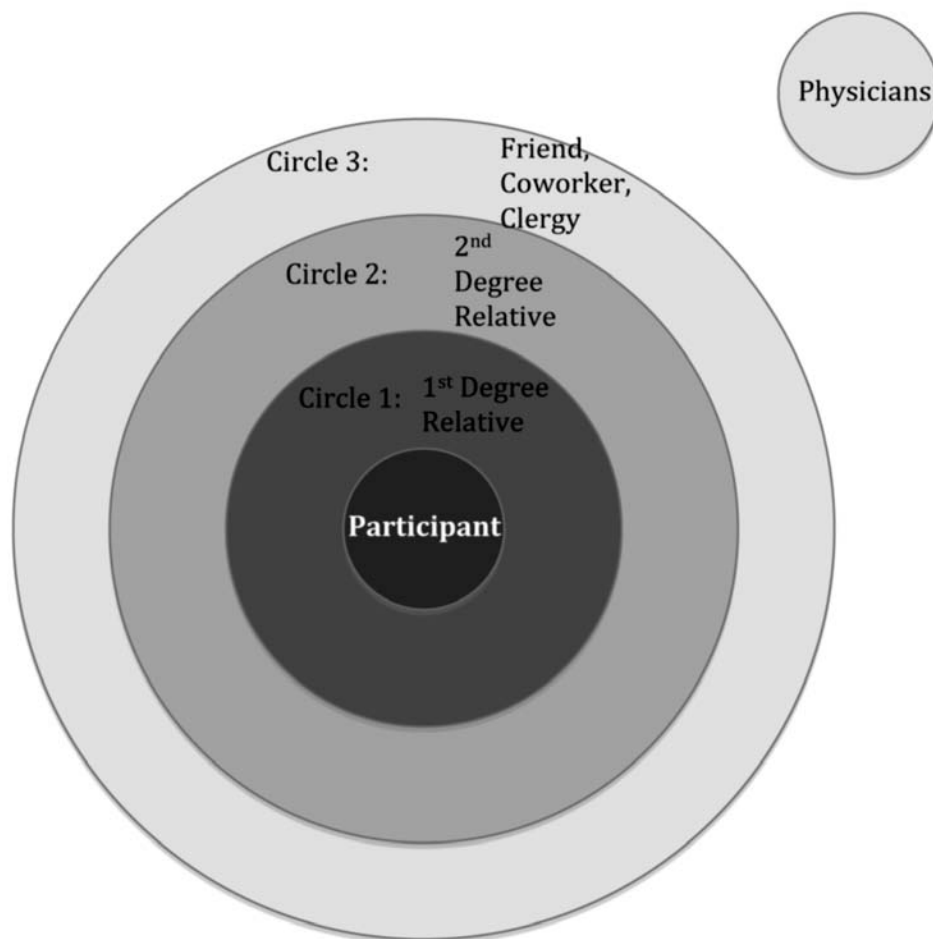 Physicians
Circle 3:
Friend,
Coworker,
Clergy
Circle 2:
2nd
Degree
Relative
Circle 1:
1st Degree
Relative
Participant